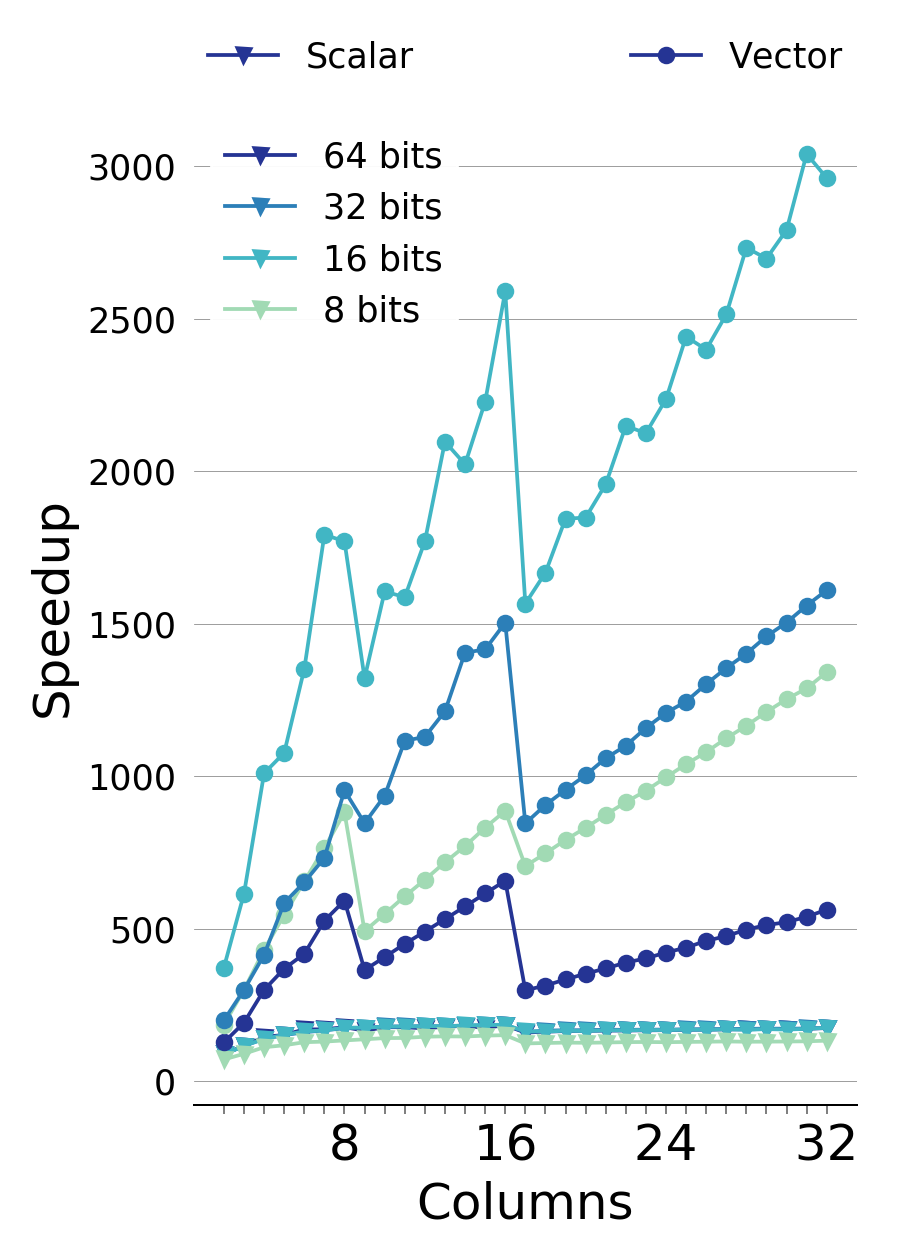 Scalar Vector
64 bits
32 bits
16 bits
8 bits
3000
2500
2000
1500
1000
500
0
Speedup
8 16 24 32
Columns